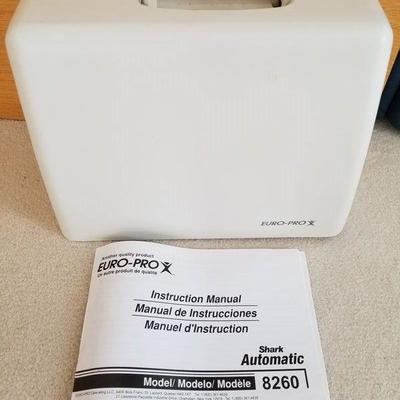 EURO-PRO X
Another quality product
EURO-PRO X
Un autre produit de qualité
Instruction Manual
Manual de Instrucciones
Manuel d'Instruction
Shark
Automatic
Model/ Modelo/ Modèle 8260